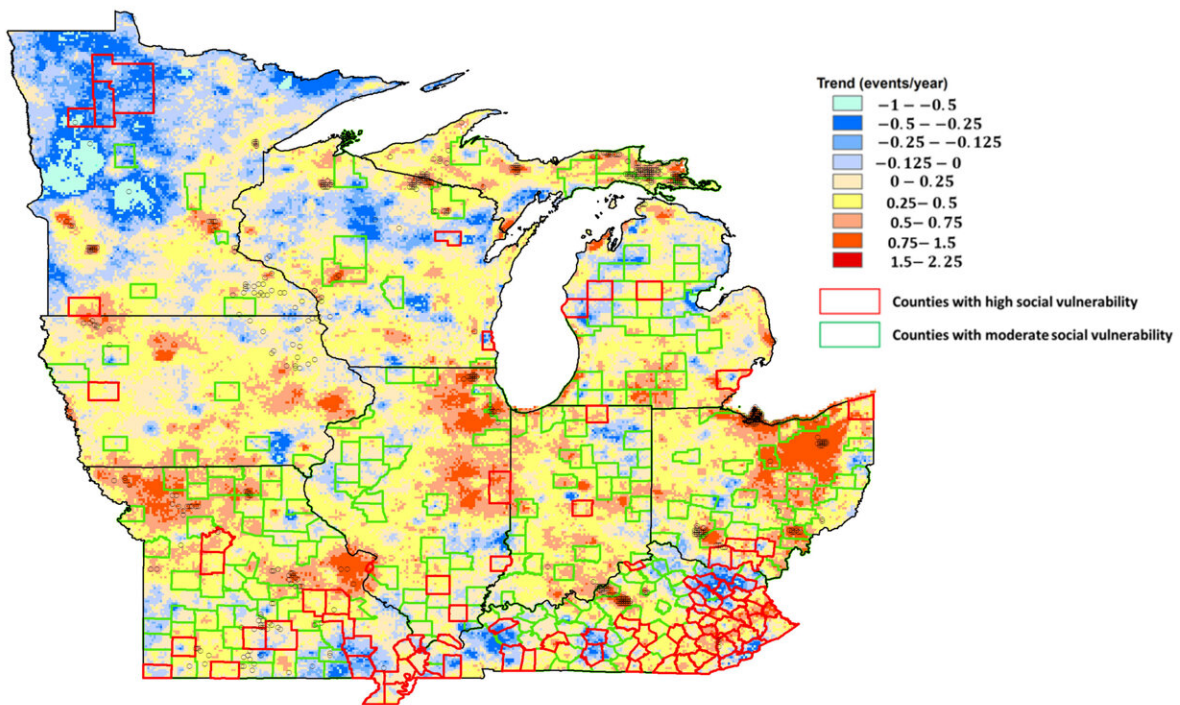 Trend (events/year)
−1 – −0.5
−0.5 – −0.25
−0.25 – −0.125
−0.125 – 0
0 – 0.25
0.25 – 0.5
0.5 – 0.75
0.75 – 1.5
1.5 – 2.25
Counties with high social vulnerability
Counties with moderate social vulnerability